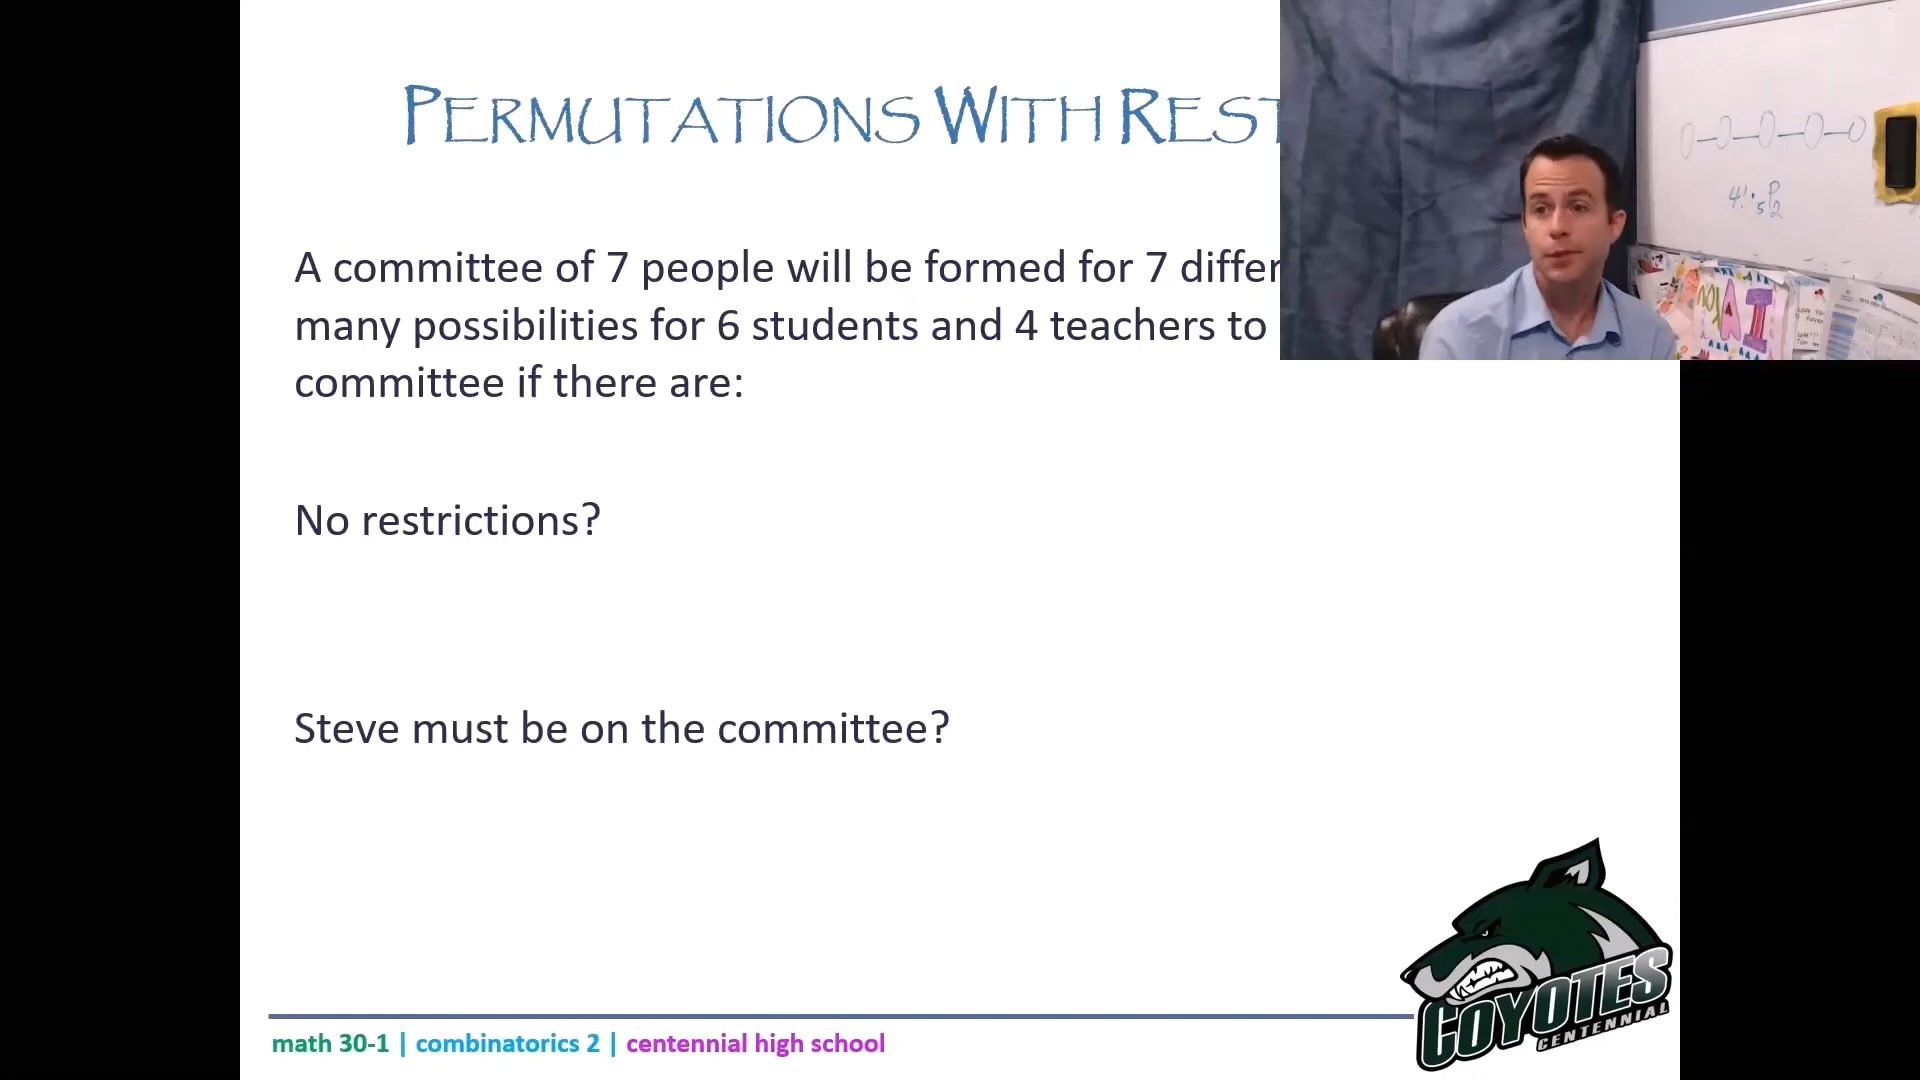 PERMUTATIONS WITH REST
A committee of 7 people will be formed for 7 differ
many possibilities for 6 students and 4 teachers to
committee if there are:
No restrictions?
Steve must be on the committee?
4! · 5P2
COYOTES
CENTENNIAL
math 30-1 | combinatorics 2 | centennial high school